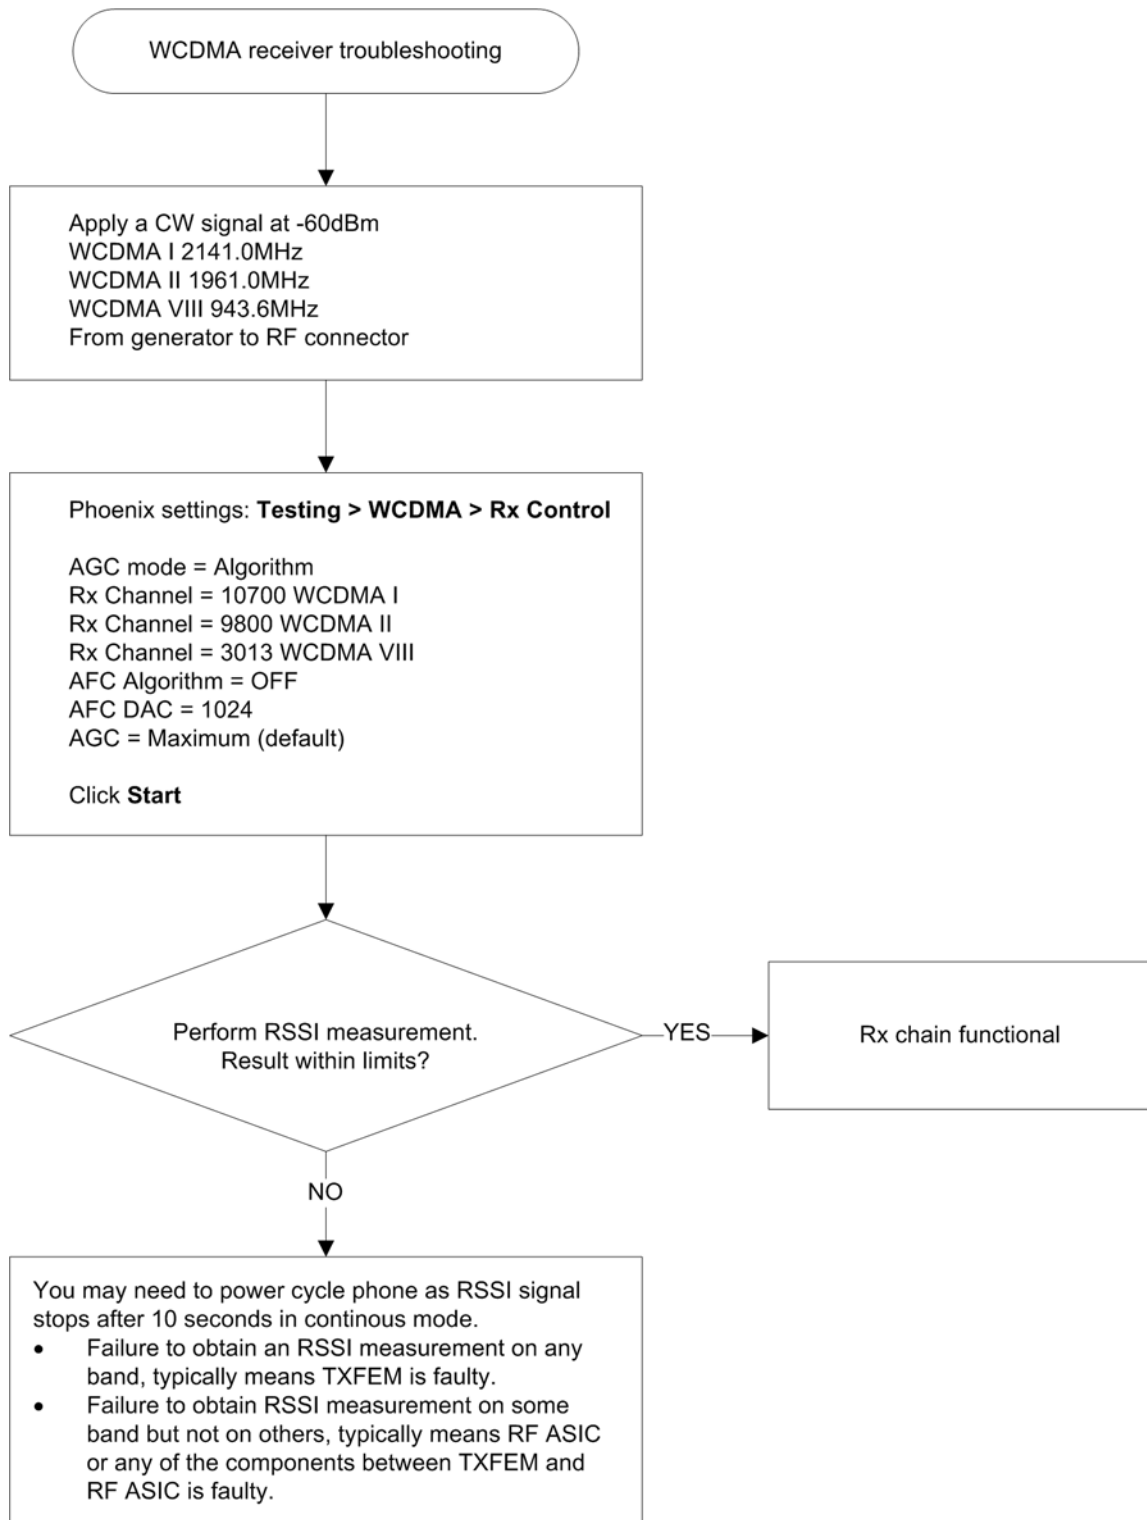 WCDMA receiver troubleshooting
Apply a CW signal at -60dBm
WCDMA I 2141.0MHz
WCDMA II 1961.0MHz
WCDMA VIII 943.6MHz
From generator to RF connector
Phoenix settings: Testing > WCDMA > Rx Control
AGC mode = Algorithm
Rx Channel = 10700 WCDMA I
Rx Channel = 9800 WCDMA II
Rx Channel = 3013 WCDMA VIII
AFC Algorithm = OFF
AFC DAC = 1024
AGC = Maximum (default)
Click Start
Perform RSSI measurement.
Result within limits?
YES
Rx chain functional
NO
You may need to power cycle phone as RSSI signal
stops after 10 seconds in continous mode.
• Failure to obtain an RSSI measurement on any
band, typically means TXFEM is faulty.
• Failure to obtain RSSI measurement on some
band but not on others, typically means RF ASIC
or any of the components between TXFEM and
RF ASIC is faulty.